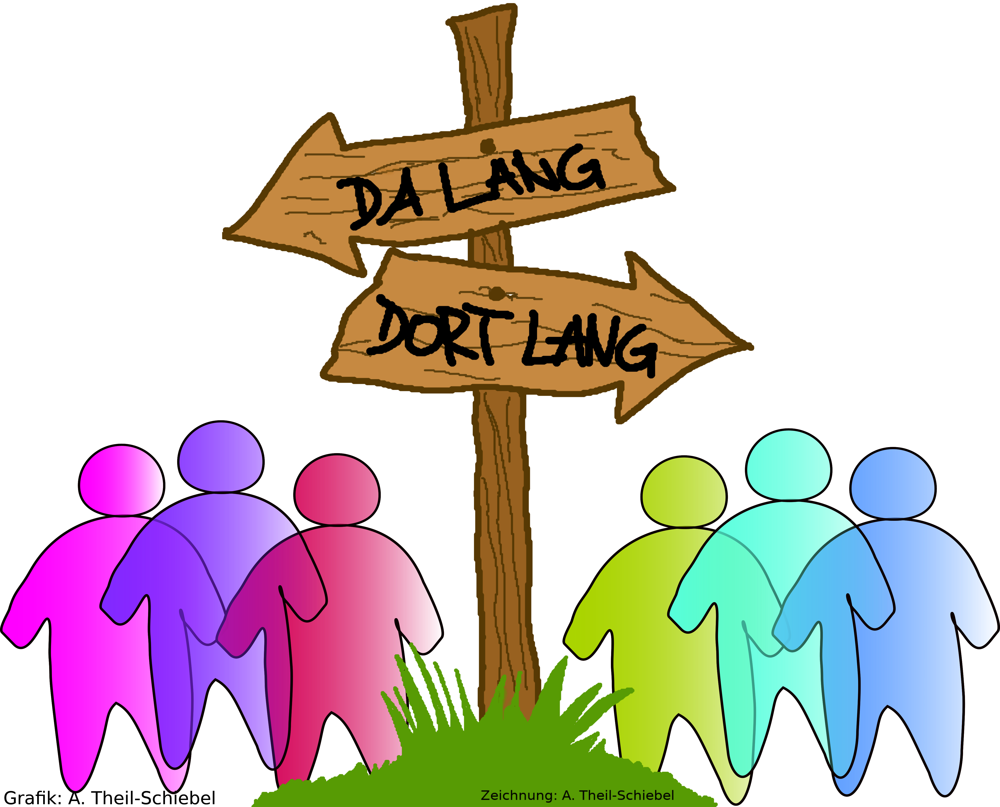 DA LANG
DORT LANG
Grafik: A. Theil-Schiebel
Zeichnung: A. Theil-Schiebel